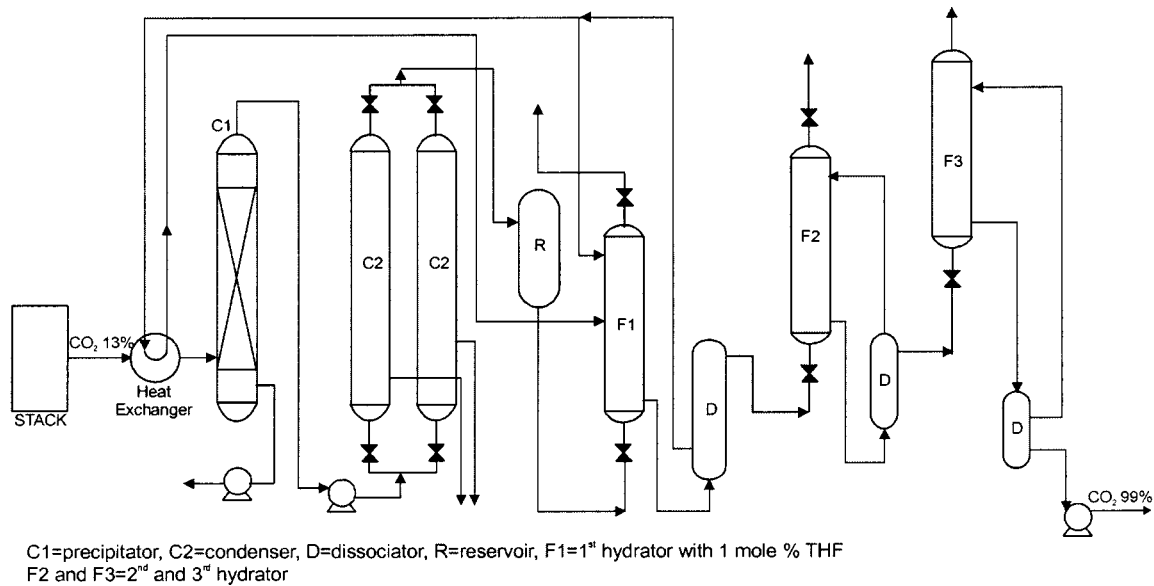 C1
C2
C2
R
F1
F2
F3
D
D
D
CO₂ 13%
Heat
Exchanger
STACK
CO₂ 99%
C1=precipitator, C2=condenser, D=dissociator, R=reservoir, F1=1st hydrator with 1 mole % THF
F2 and F3=2nd and 3rd hydrator